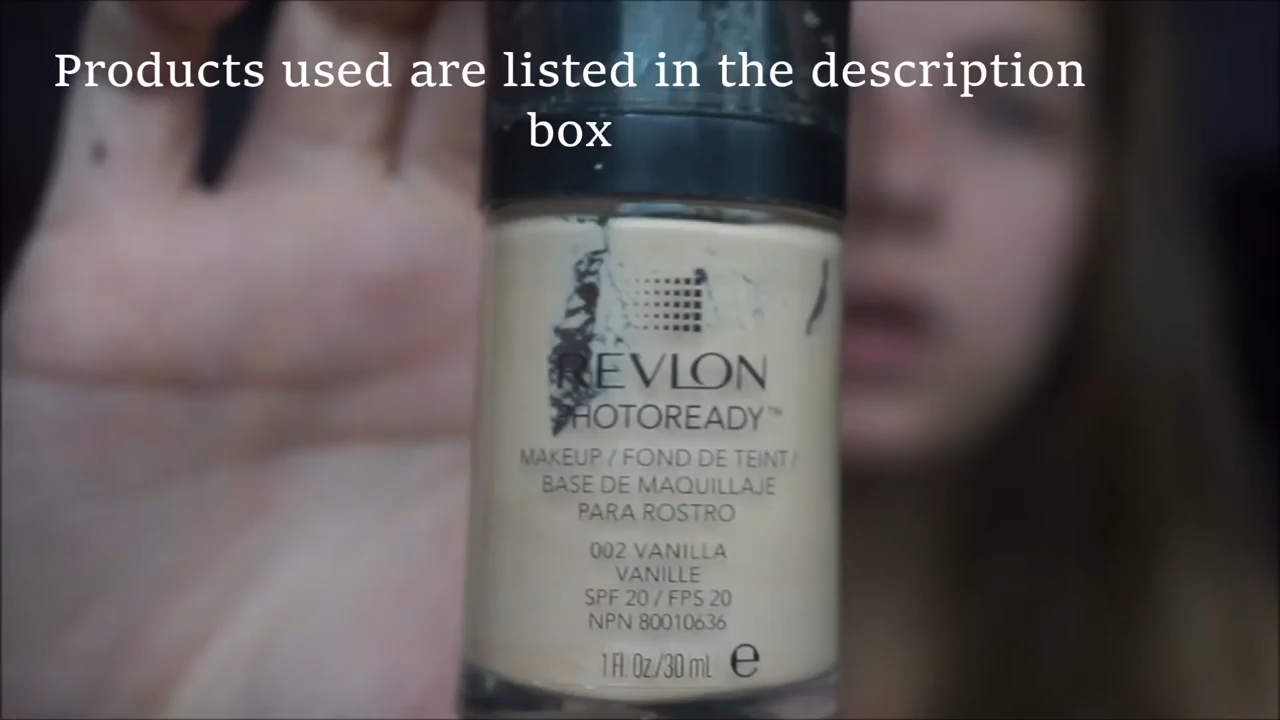 Products used are listed in the description
box
REVLON
PHOTOREADY™
MAKEUP / FOND DE TEINT /
BASE DE MAQUILLAJE
PARA ROSTRO
002 VANILLA
VANILLE
SPF 20 / FPS 20
NPN 80010636
1 Fl. Oz./30 mL e